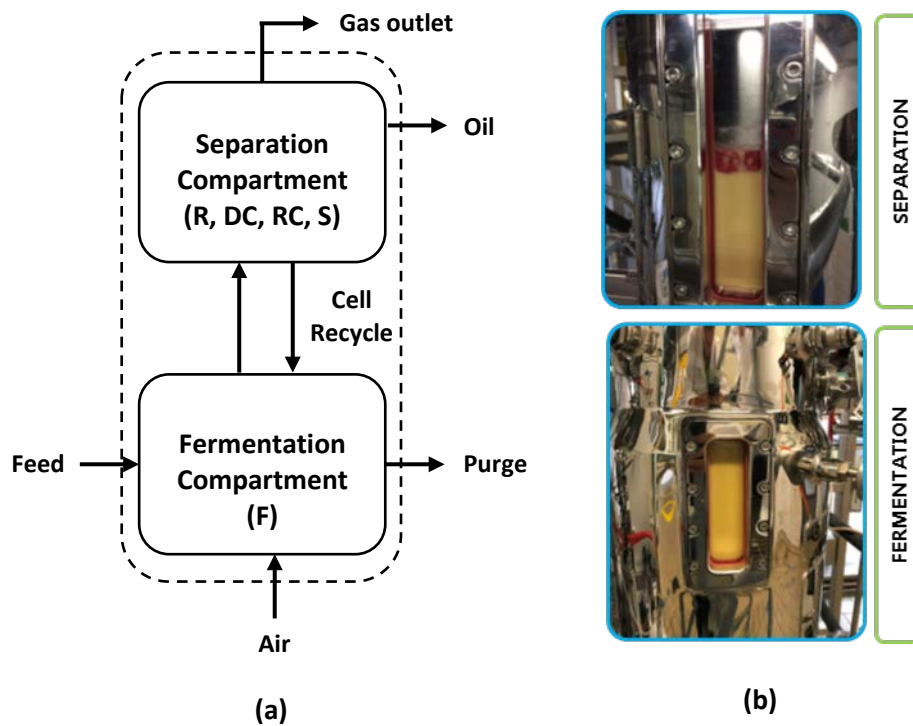 Gas outlet
Separation
Compartment
(R, DC, RC, S)
Oil
Cell
Recycle
Feed
Fermentation
Compartment
(F)
Purge
Air
(a)
SEPARATION
FERMENTATION
(b)